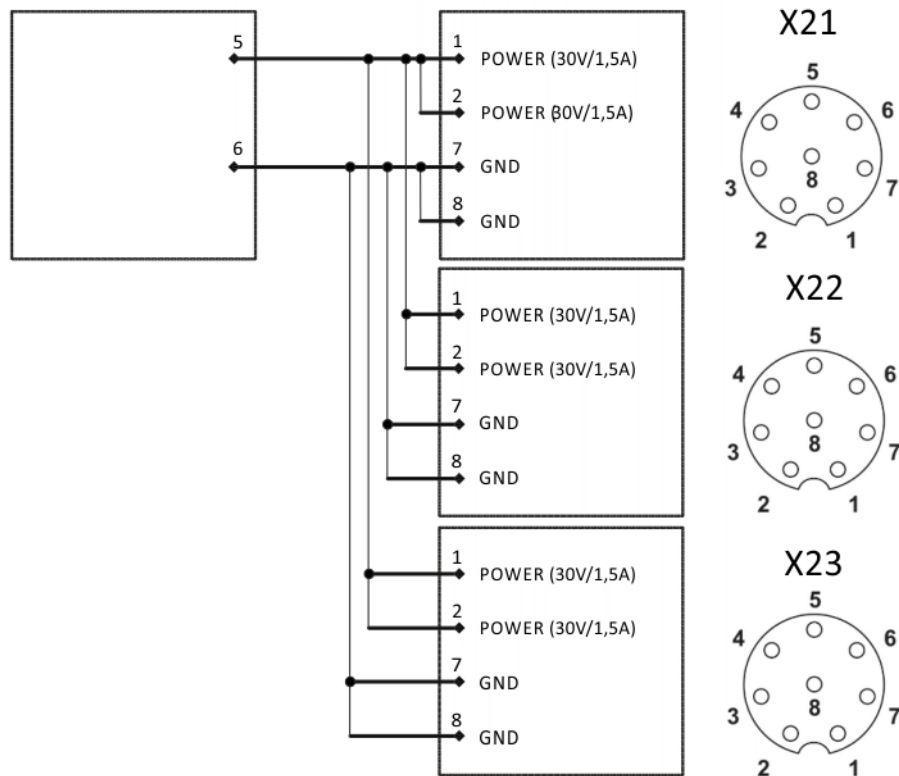 5
6
1 POWER (30V/1,5A)
2 POWER (30V/1,5A)
7 GND
8 GND
X21
5
4 6
3 8 7
2 1
1 POWER (30V/1,5A)
2 POWER (30V/1,5A)
7 GND
8 GND
X22
5
4 6
3 8 7
2 1
1 POWER (30V/1,5A)
2 POWER (30V/1,5A)
7 GND
8 GND
X23
5
4 6
3 8 7
2 1